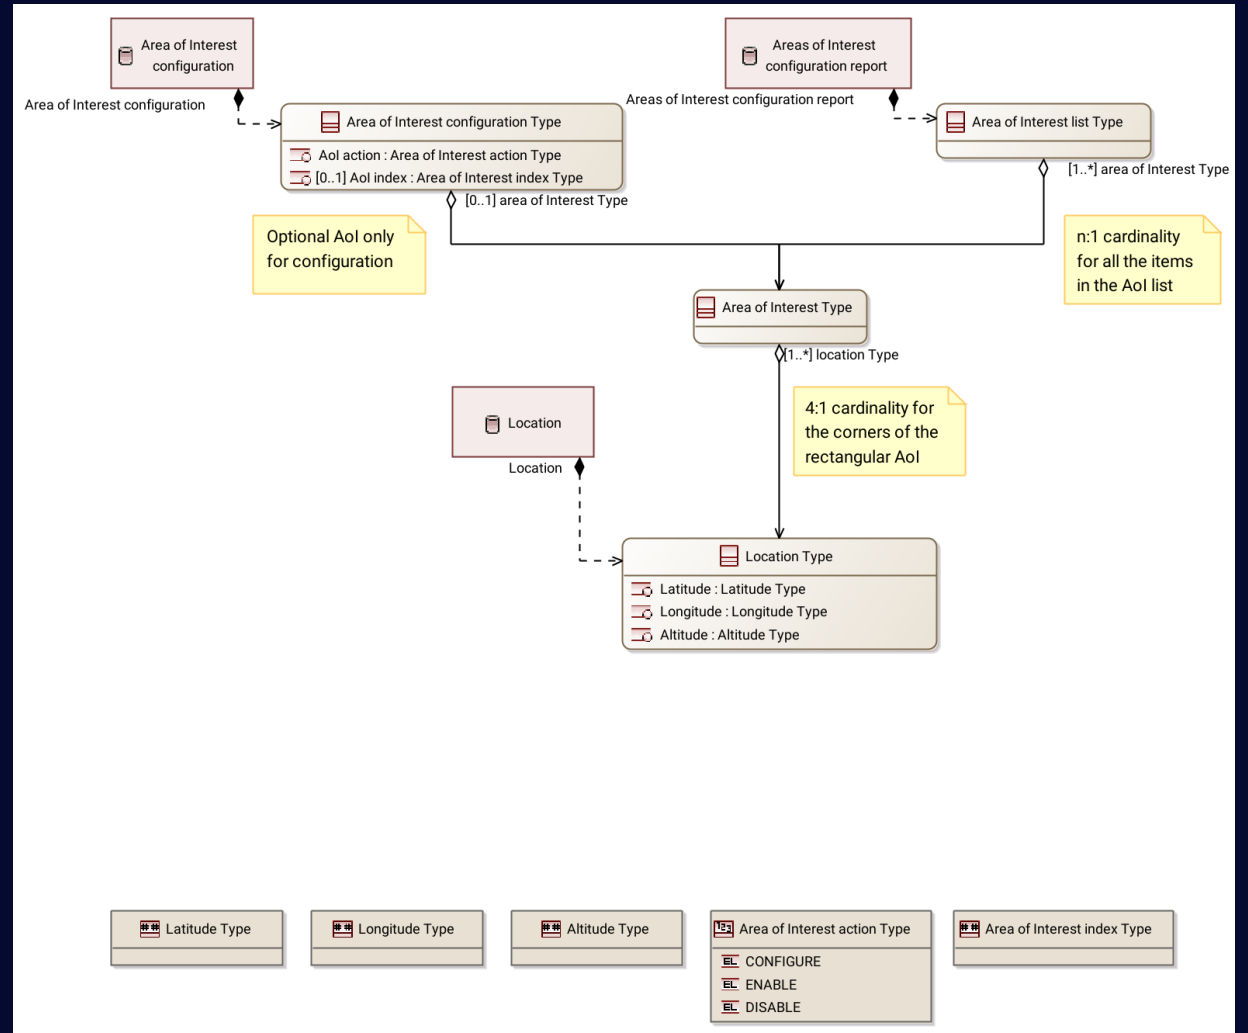 Area of Interest
configuration
Areas of Interest
configuration report
Area of Interest configuration
Areas of Interest configuration report
Area of Interest configuration Type
AoI action : Area of Interest action Type
[0..1] AoI index : Area of Interest index Type
Area of Interest list Type
[0..1] area of Interest Type
[1..*] area of Interest Type
Optional AoI only
for configuration
n:1 cardinality
for all the items
in the AoI list
Area of Interest Type
[1..*] location Type
Location
Location
4:1 cardinality for
the corners of the
rectangular AoI
Location Type
Latitude : Latitude Type
Longitude : Longitude Type
Altitude : Altitude Type
## Latitude Type
## Longitude Type
## Altitude Type
123 Area of Interest action Type
EL CONFIGURE
EL ENABLE
EL DISABLE
## Area of Interest index Type